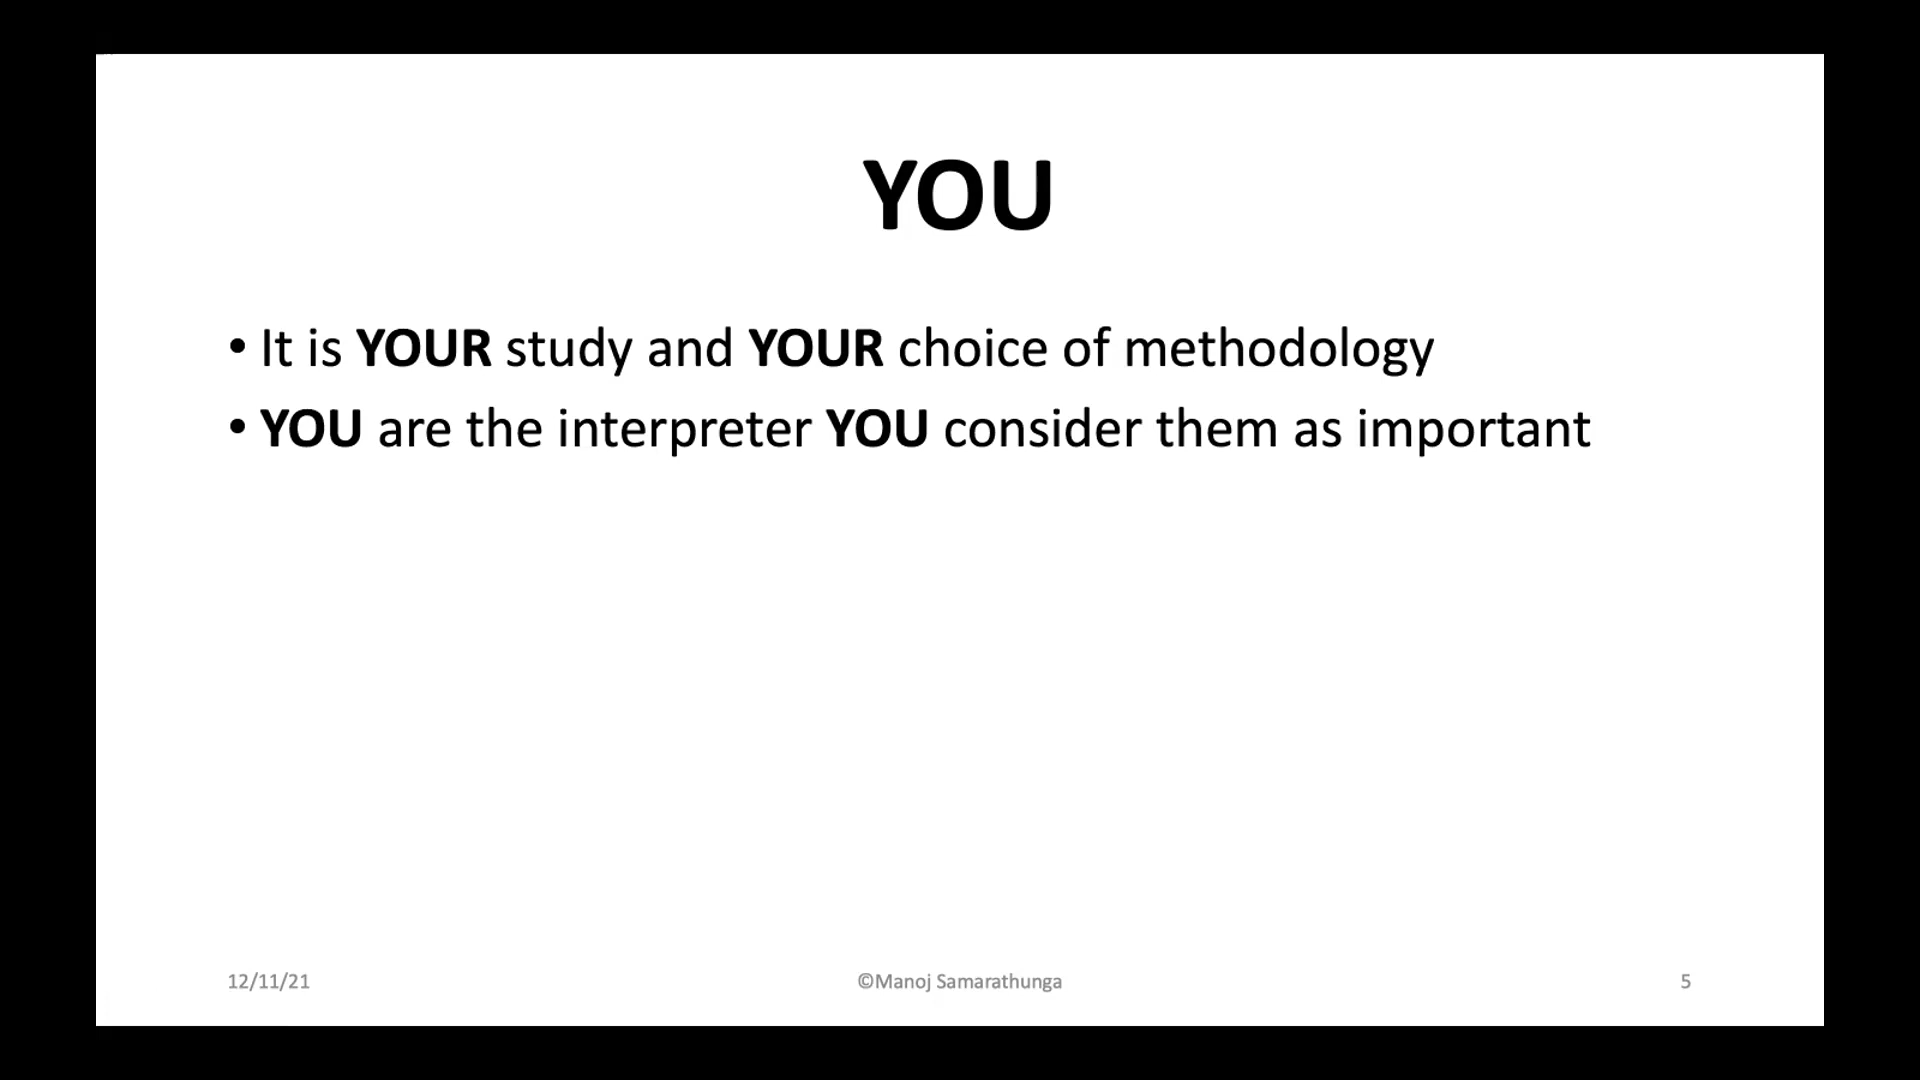 YOU
• It is YOUR study and YOUR choice of methodology
• YOU are the interpreter YOU consider them as important
12/11/21
©Manoj Samarathunga
5